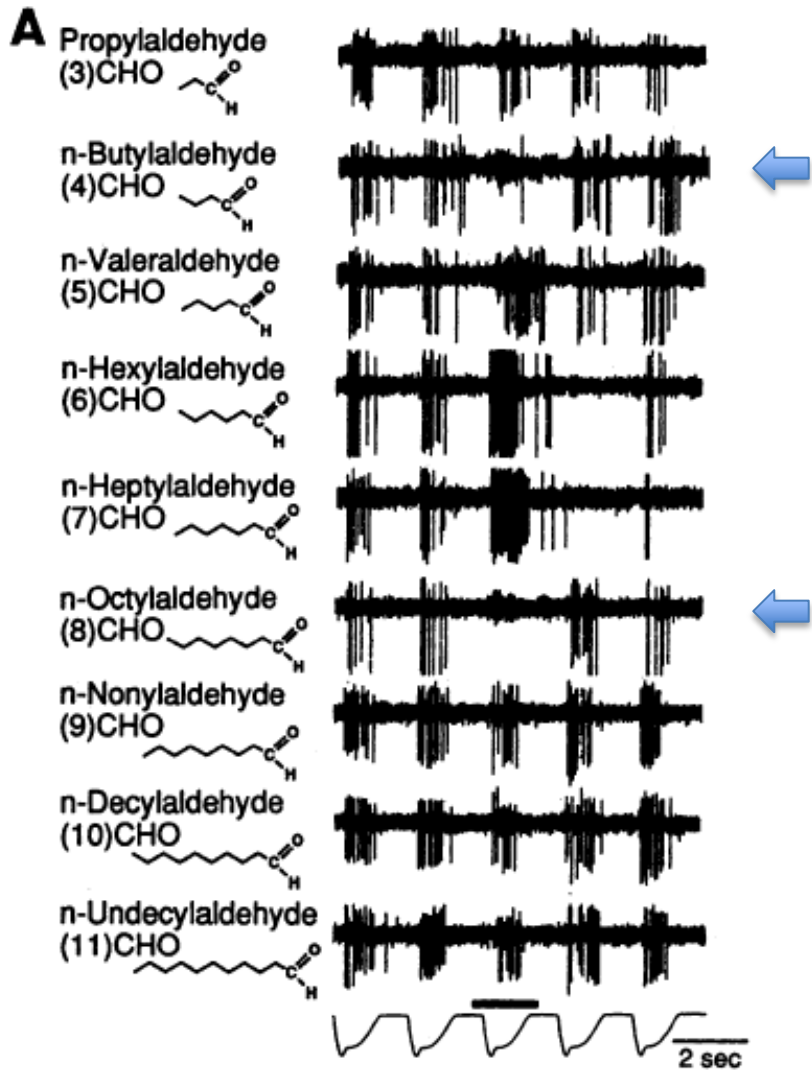 A
Propylaldehyde
(3)CHO
C
O
H
n-Butylaldehyde
(4)CHO
C
O
H
n-Valeraldehyde
(5)CHO
C
O
H
n-Hexylaldehyde
(6)CHO
C
O
H
n-Heptylaldehyde
(7)CHO
C
O
H
n-Octylaldehyde
(8)CHO
C
O
H
n-Nonylaldehyde
(9)CHO
C
O
H
n-Decylaldehyde
(10)CHO
C
O
H
n-Undecylaldehyde
(11)CHO
C
O
H
2 sec